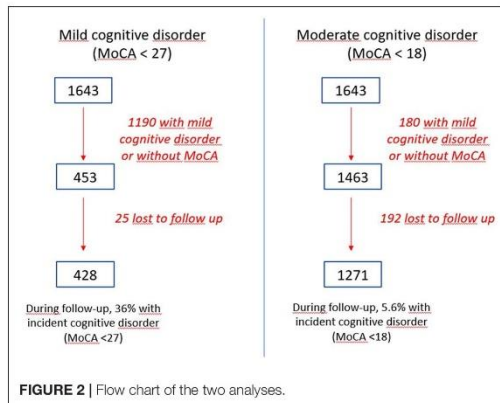 Mild cognitive disorder
(MoCA < 27)
1643
1190 with mild
cognitive disorder
or without MoCA
453
25 lost to follow up
428
During follow-up, 36% with
incident cognitive disorder
(MoCA <27)
Moderate cognitive disorder
(MoCA < 18)
1643
180 with mild
cognitive disorder
or without MoCA
1463
192 lost to follow up
1271
During follow-up, 5.6% with
incident cognitive disorder
(MoCA <18)
FIGURE 2 | Flow chart of the two analyses.